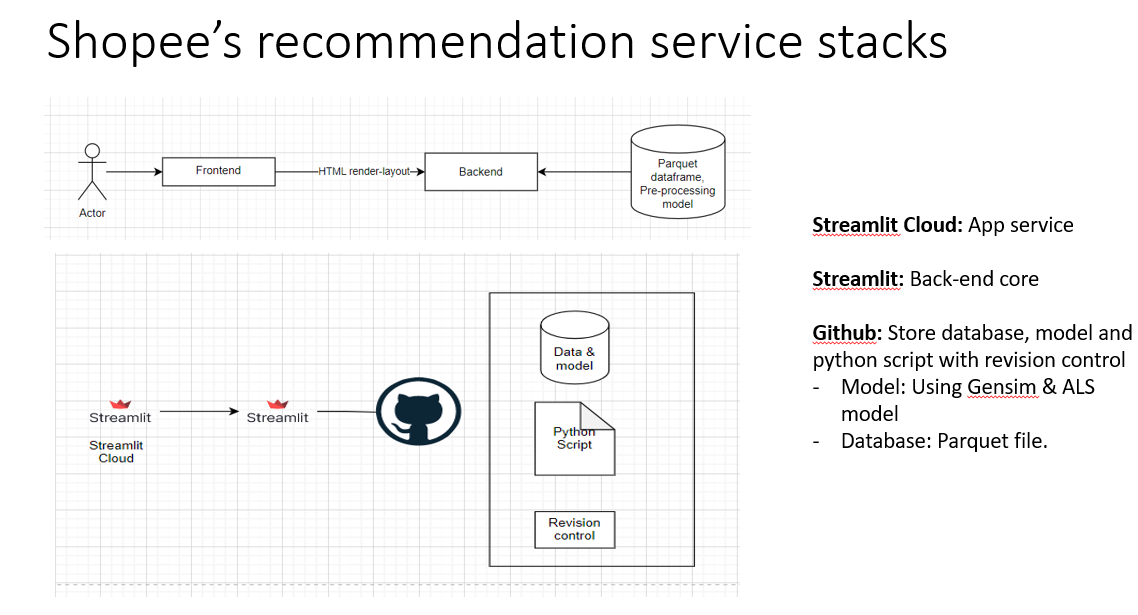 Shopee’s recommendation service stacks
Actor
Frontend
HTML render-layout
Backend
Parquet
dataframe,
Pre-processing
model
Streamlit
Streamlit
Cloud
Streamlit
Data &
model
Python
Script
Revision
control
Streamlit Cloud: App service
Streamlit: Back-end core
Github: Store database, model and
python script with revision control
- Model: Using Gensim & ALS
model
- Database: Parquet file.